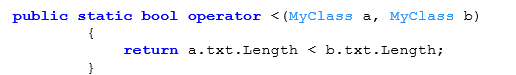 public static bool operator <(MyClass a, MyClass b)
{
return a.txt.Length < b.txt.Length;
}